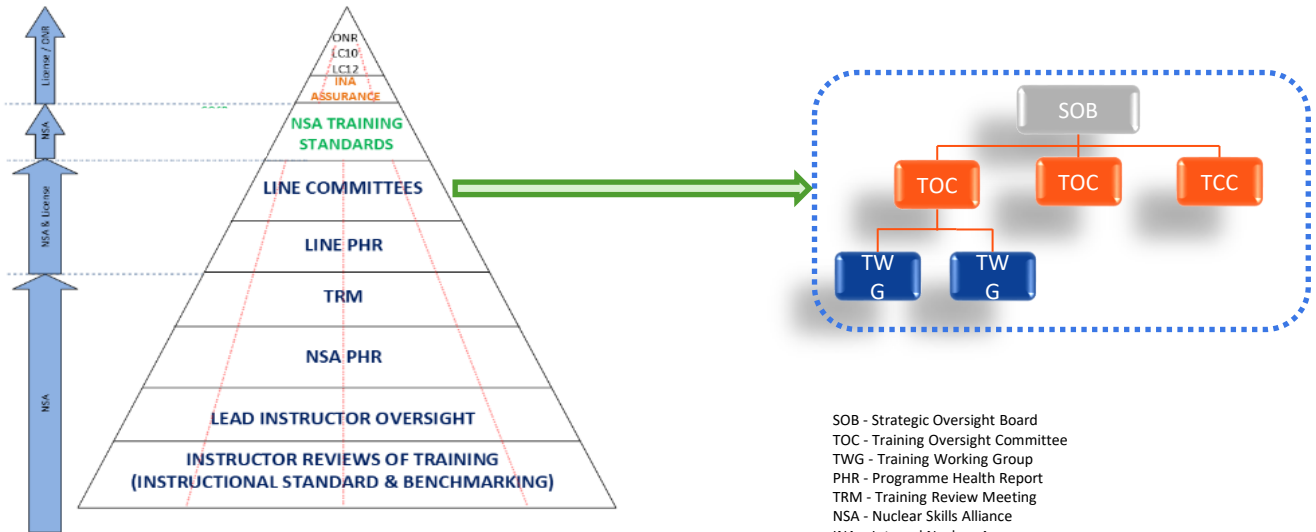 License / ONR
NSA
NSA & License
NSA
ONR
LC10
LC12
INA
ASSURANCE
NSA TRAINING
STANDARDS
LINE COMMITTEES
LINE PHR
TRM
NSA PHR
LEAD INSTRUCTOR OVERSIGHT
INSTRUCTOR REVIEWS OF TRAINING
(INSTRUCTIONAL STANDARD & BENCHMARKING)
SOB
TOC
TOC
TCC
TW
G
TW
G
SOB - Strategic Oversight Board
TOC - Training Oversight Committee
TWG - Training Working Group
PHR - Programme Health Report
TRM - Training Review Meeting
NSA - Nuclear Skills Alliance